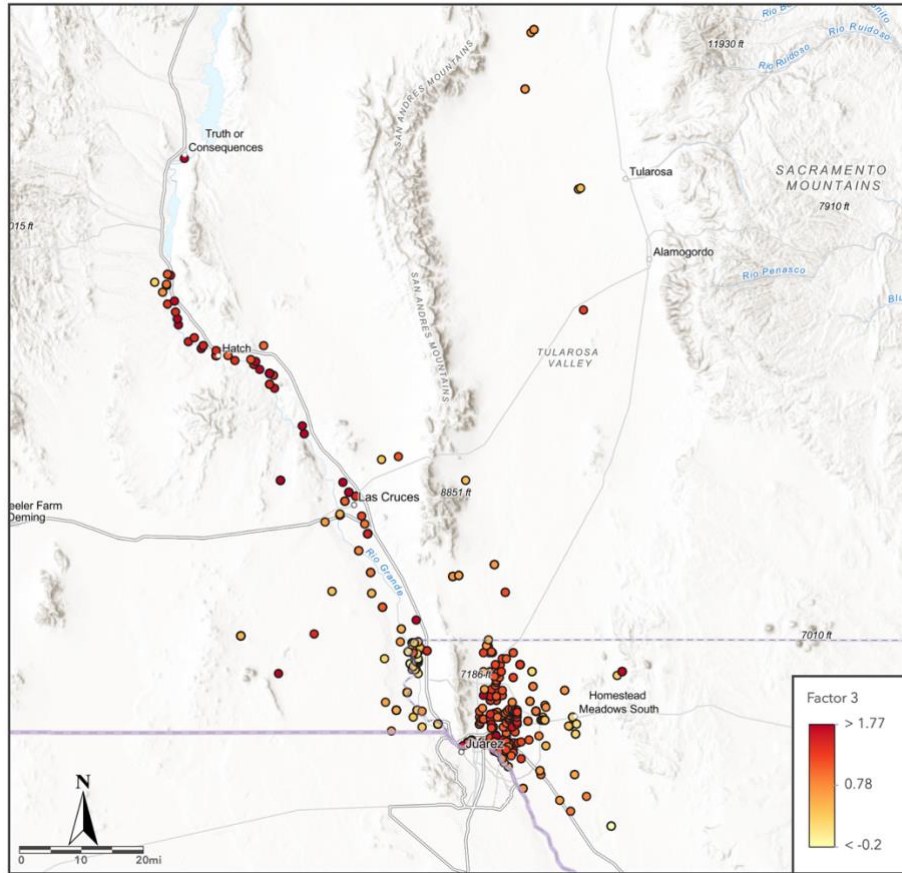 11930 ft
Rio Ruidoso
Rio Ruidoso
SAN ANDRES MOUNTAINS
Truth or
Consequences
Tularosa
SACRAMENTO
MOUNTAINS
7910 ft
015 ft
Alamogordo
Rio Penasco
SAN ANDRES MOUNTAINS
Hatch
TULAROSA
VALLEY
8851 ft
Las Cruces
eeler Farm
Deming
Rio Grande
7010 ft
7186 ft
Homestead
Meadows South
Juárez
Factor 3
> 1.77
0.78
< -0.2
N
0 10 20mi